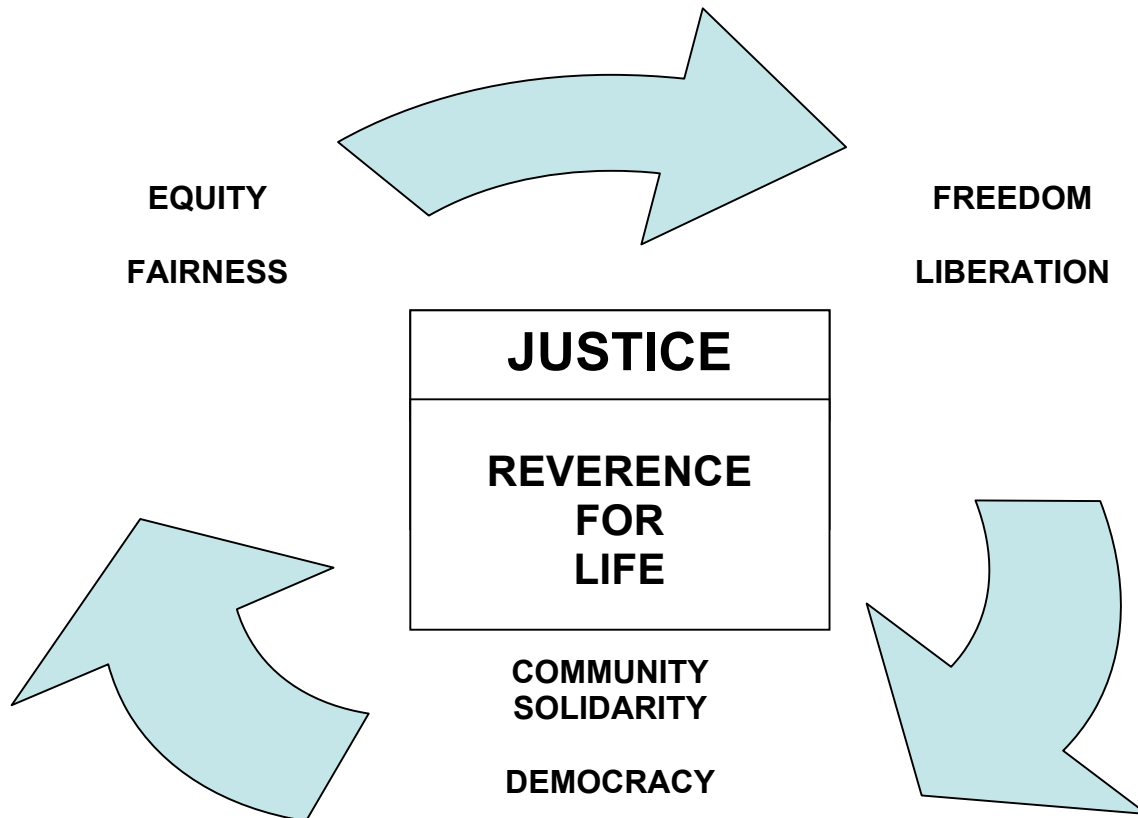 EQUITY
FAIRNESS
FREEDOM
LIBERATION
JUSTICE
REVERENCE
FOR
LIFE
COMMUNITY
SOLIDARITY
DEMOCRACY